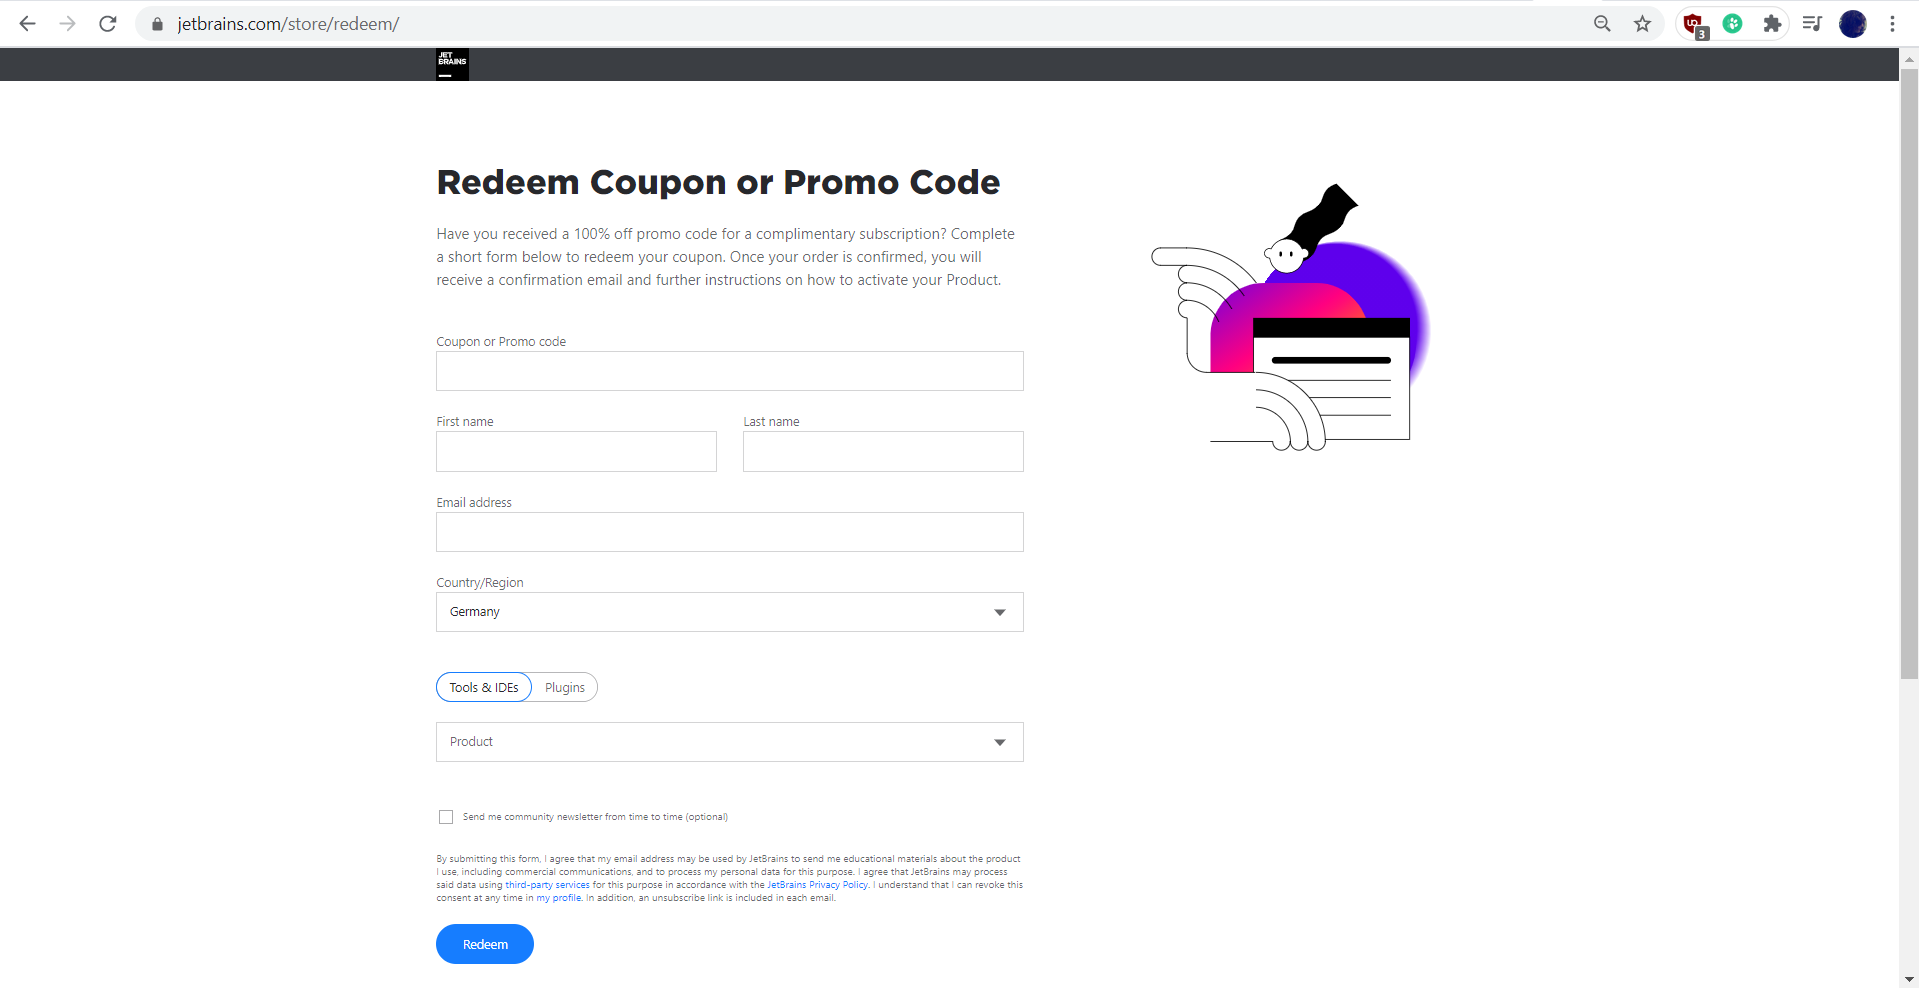 jetbrains.com/store/redeem/
3
JET
BRAINS
Redeem Coupon or Promo Code
Have you received a 100% off promo code for a complimentary subscription? Complete
a short form below to redeem your coupon. Once your order is confirmed, you will
receive a confirmation email and further instructions on how to activate your Product.
Coupon or Promo code
First name
Last name
Email address
Country/Region
Germany
Tools & IDEs
Plugins
Product
Send me community newsletter from time to time (optional)
By submitting this form, I agree that my email address may be used by JetBrains to send me educational materials about the product
I use, including commercial communications, and to process my personal data for this purpose. I agree that JetBrains may process
said data using third-party services for this purpose in accordance with the JetBrains Privacy Policy. I understand that I can revoke this
consent at any time in my profile. In addition, an unsubscribe link is included in each email.
Redeem